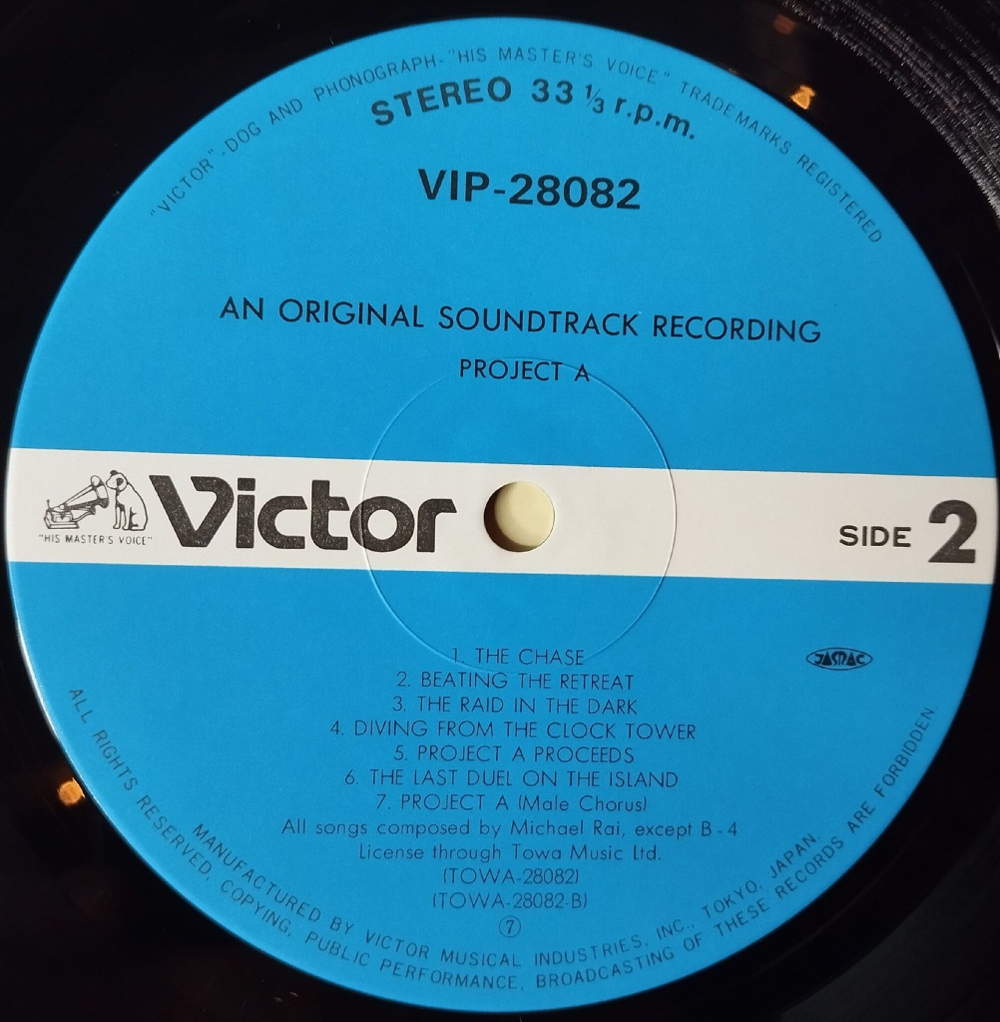 "VICTOR"-DOG AND PHONOGRAPH-"HIS MASTER'S VOICE" TRADEMARKS REGISTERED
STEREO 33 1/3 r.p.m.
VIP-28082
AN ORIGINAL SOUNDTRACK RECORDING
PROJECT A
"HIS MASTER'S VOICE"
Victor
SIDE 2
JASRAC
1. THE CHASE
2. BEATING THE RETREAT
3. THE RAID IN THE DARK
4. DIVING FROM THE CLOCK TOWER
5. PROJECT A PROCEEDS
6. THE LAST DUEL ON THE ISLAND
7. PROJECT A (Male Chorus)
All songs composed by Michael Rai, except B-4
License through Towa Music Ltd.
(TOWA-28082)
(TOWA-28082-B)
⑦
MANUFACTURED BY VICTOR MUSICAL INDUSTRIES, INC., TOKYO, JAPAN.
ALL RIGHTS RESERVED, COPYING, PUBLIC PERFORMANCE, BROADCASTING OF THESE RECORDS ARE FORBIDDEN